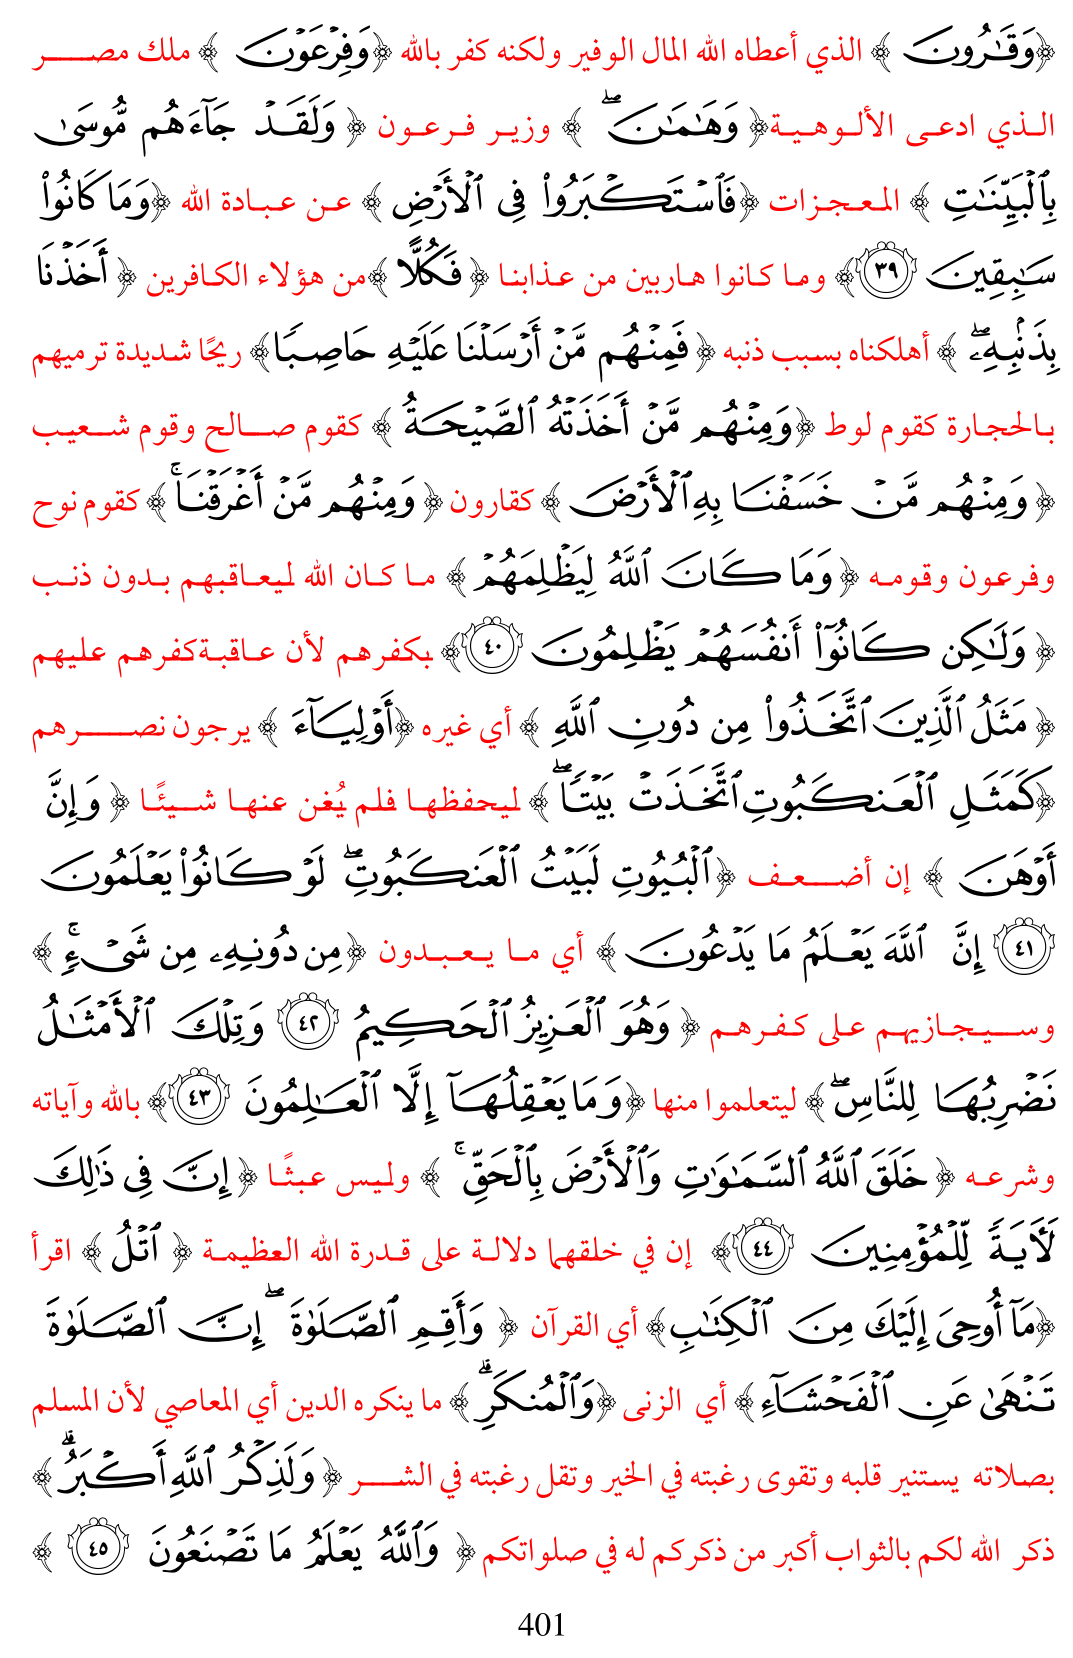 ﴿وَقَـٰرُونَ ﴾ الذي أعطاه الله المال الوفير ولكنه كفر بالله ﴿وَفِرْعَوْنَ ﴾ ملك مصر
الذي ادعى الألوهية﴿ وَهَـٰمَـٰنَ ۖ ﴾ وزير فرعون ﴿ وَلَقَدْ جَآءَهُم مُّوسَىٰ
بِٱلْبَيِّنَـٰتِ ﴾ المعجزات ﴿فَٱسْتَكْبَرُوا۟ فِى ٱلْأَرْضِ ﴾ عن عبادة الله ﴿وَمَا كَانُوا۟
سَـٰبِقِينَ ٣٩﴾ وما كانوا هاربين من عذابنا ﴿ فَكُلًّا ﴾من هؤلاء الكافرين ﴿ أَخَذْنَا
بِذَنۢبِهِۦ ۖ ﴾ أهلكناه بسبب ذنبه ﴿ فَمِنْهُم مَّنْ أَرْسَلْنَا عَلَيْهِ حَاصِبًا﴾ ريحًا شديدة ترميهم
بالحجارة كقوم لوط ﴿وَمِنْهُم مَّنْ أَخَذَتْهُ ٱلصَّيْحَةُ ﴾ كقوم صالح وقوم شعيب
﴿ وَمِنْهُم مَّنْ خَسَفْنَا بِهِ ٱلْأَرْضَ ﴾ كقارون ﴿ وَمِنْهُم مَّنْ أَغْرَقْنَا ۚ ﴾ كقوم نوح
وفرعون وقومه ﴿ وَمَا كَانَ ٱللَّهُ لِيَظْلِمَهُمْ ﴾ ما كان الله ليعاقبهم بدون ذنب
﴿ وَلَـٰكِن كَانُوٓا۟ أَنفُسَهُمْ يَظْلِمُونَ ٤٠﴾ بكفرهم لأن عاقبة كفرهم عليهم
﴿ مَثَلُ ٱلَّذِينَ ٱتَّخَذُوا۟ مِن دُونِ ٱللَّهِ ﴾ أي غيره ﴿أَوْلِيَآءَ ﴾ يرجون نصرهم
﴿كَمَثَلِ ٱلْعَنكَبُوتِ ٱتَّخَذَتْ بَيْتًا ۖ ﴾ ليحفظها فلم يُغن عنها شيئًا ﴿ وَإِنَّ
أَوْهَنَ ﴾ إن أضعف ﴿ٱلْبُيُوتِ لَبَيْتُ ٱلْعَنكَبُوتِ ۖ لَوْ كَانُوا۟ يَعْلَمُونَ
٤١ إِنَّ ٱللَّهَ يَعْلَمُ مَا يَدْعُونَ ﴾ أي ما يعبدون ﴿مِن دُونِهِۦ مِن شَىْءٍ ۚ ﴾
وسيجازيهم على كفرهم ﴿ وَهُوَ ٱلْعَزِيزُ ٱلْحَكِيمُ ٤٢ وَتِلْكَ ٱلْأَمْثَـٰلُ
نَضْرِبُهَا لِلنَّاسِ ۖ ﴾ ليتعلموا منها ﴿وَمَا يَعْقِلُهَآ إِلَّا ٱلْعَـٰلِمُونَ ٤٣﴾ بالله وآياته
وشرعه ﴿ خَلَقَ ٱللَّهُ ٱلسَّمَـٰوَٰتِ وَٱلْأَرْضَ بِٱلْحَقِّ ۚ ﴾ وليس عبثًا ﴿ إِنَّ فِى ذَٰلِكَ
لَـَٔايَةً لِّلْمُؤْمِنِينَ ٤٤﴾ إن في خلقهما دلالة على قدرة الله العظيمة ﴿ ٱتْلُ ﴾ اقرأ
﴿مَآ أُوحِىَ إِلَيْكَ مِنَ ٱلْكِتَـٰبِ﴾ أي القرآن ﴿ وَأَقِمِ ٱلصَّلَوٰةَ ۖ إِنَّ ٱلصَّلَوٰةَ
تَنْهَىٰ عَنِ ٱلْفَحْشَآءِ﴾ أي الزنى ﴿وَٱلْمُنكَرِ ۗ ﴾ ما ينكره الدين أي المعاصي لأن المسلم
بصلاته يستنير قلبه وتقوى رغبته في الخير وتقل رغبته في الشر ﴿ وَلَذِكْرُ ٱللَّهِ أَكْبَرُ ۗ ﴾
ذكر الله لكم بالثواب أكبر من ذكركم له في صلواتكم ﴿ وَٱللَّهُ يَعْلَمُ مَا تَصْنَعُونَ ٤٥ ﴾
401